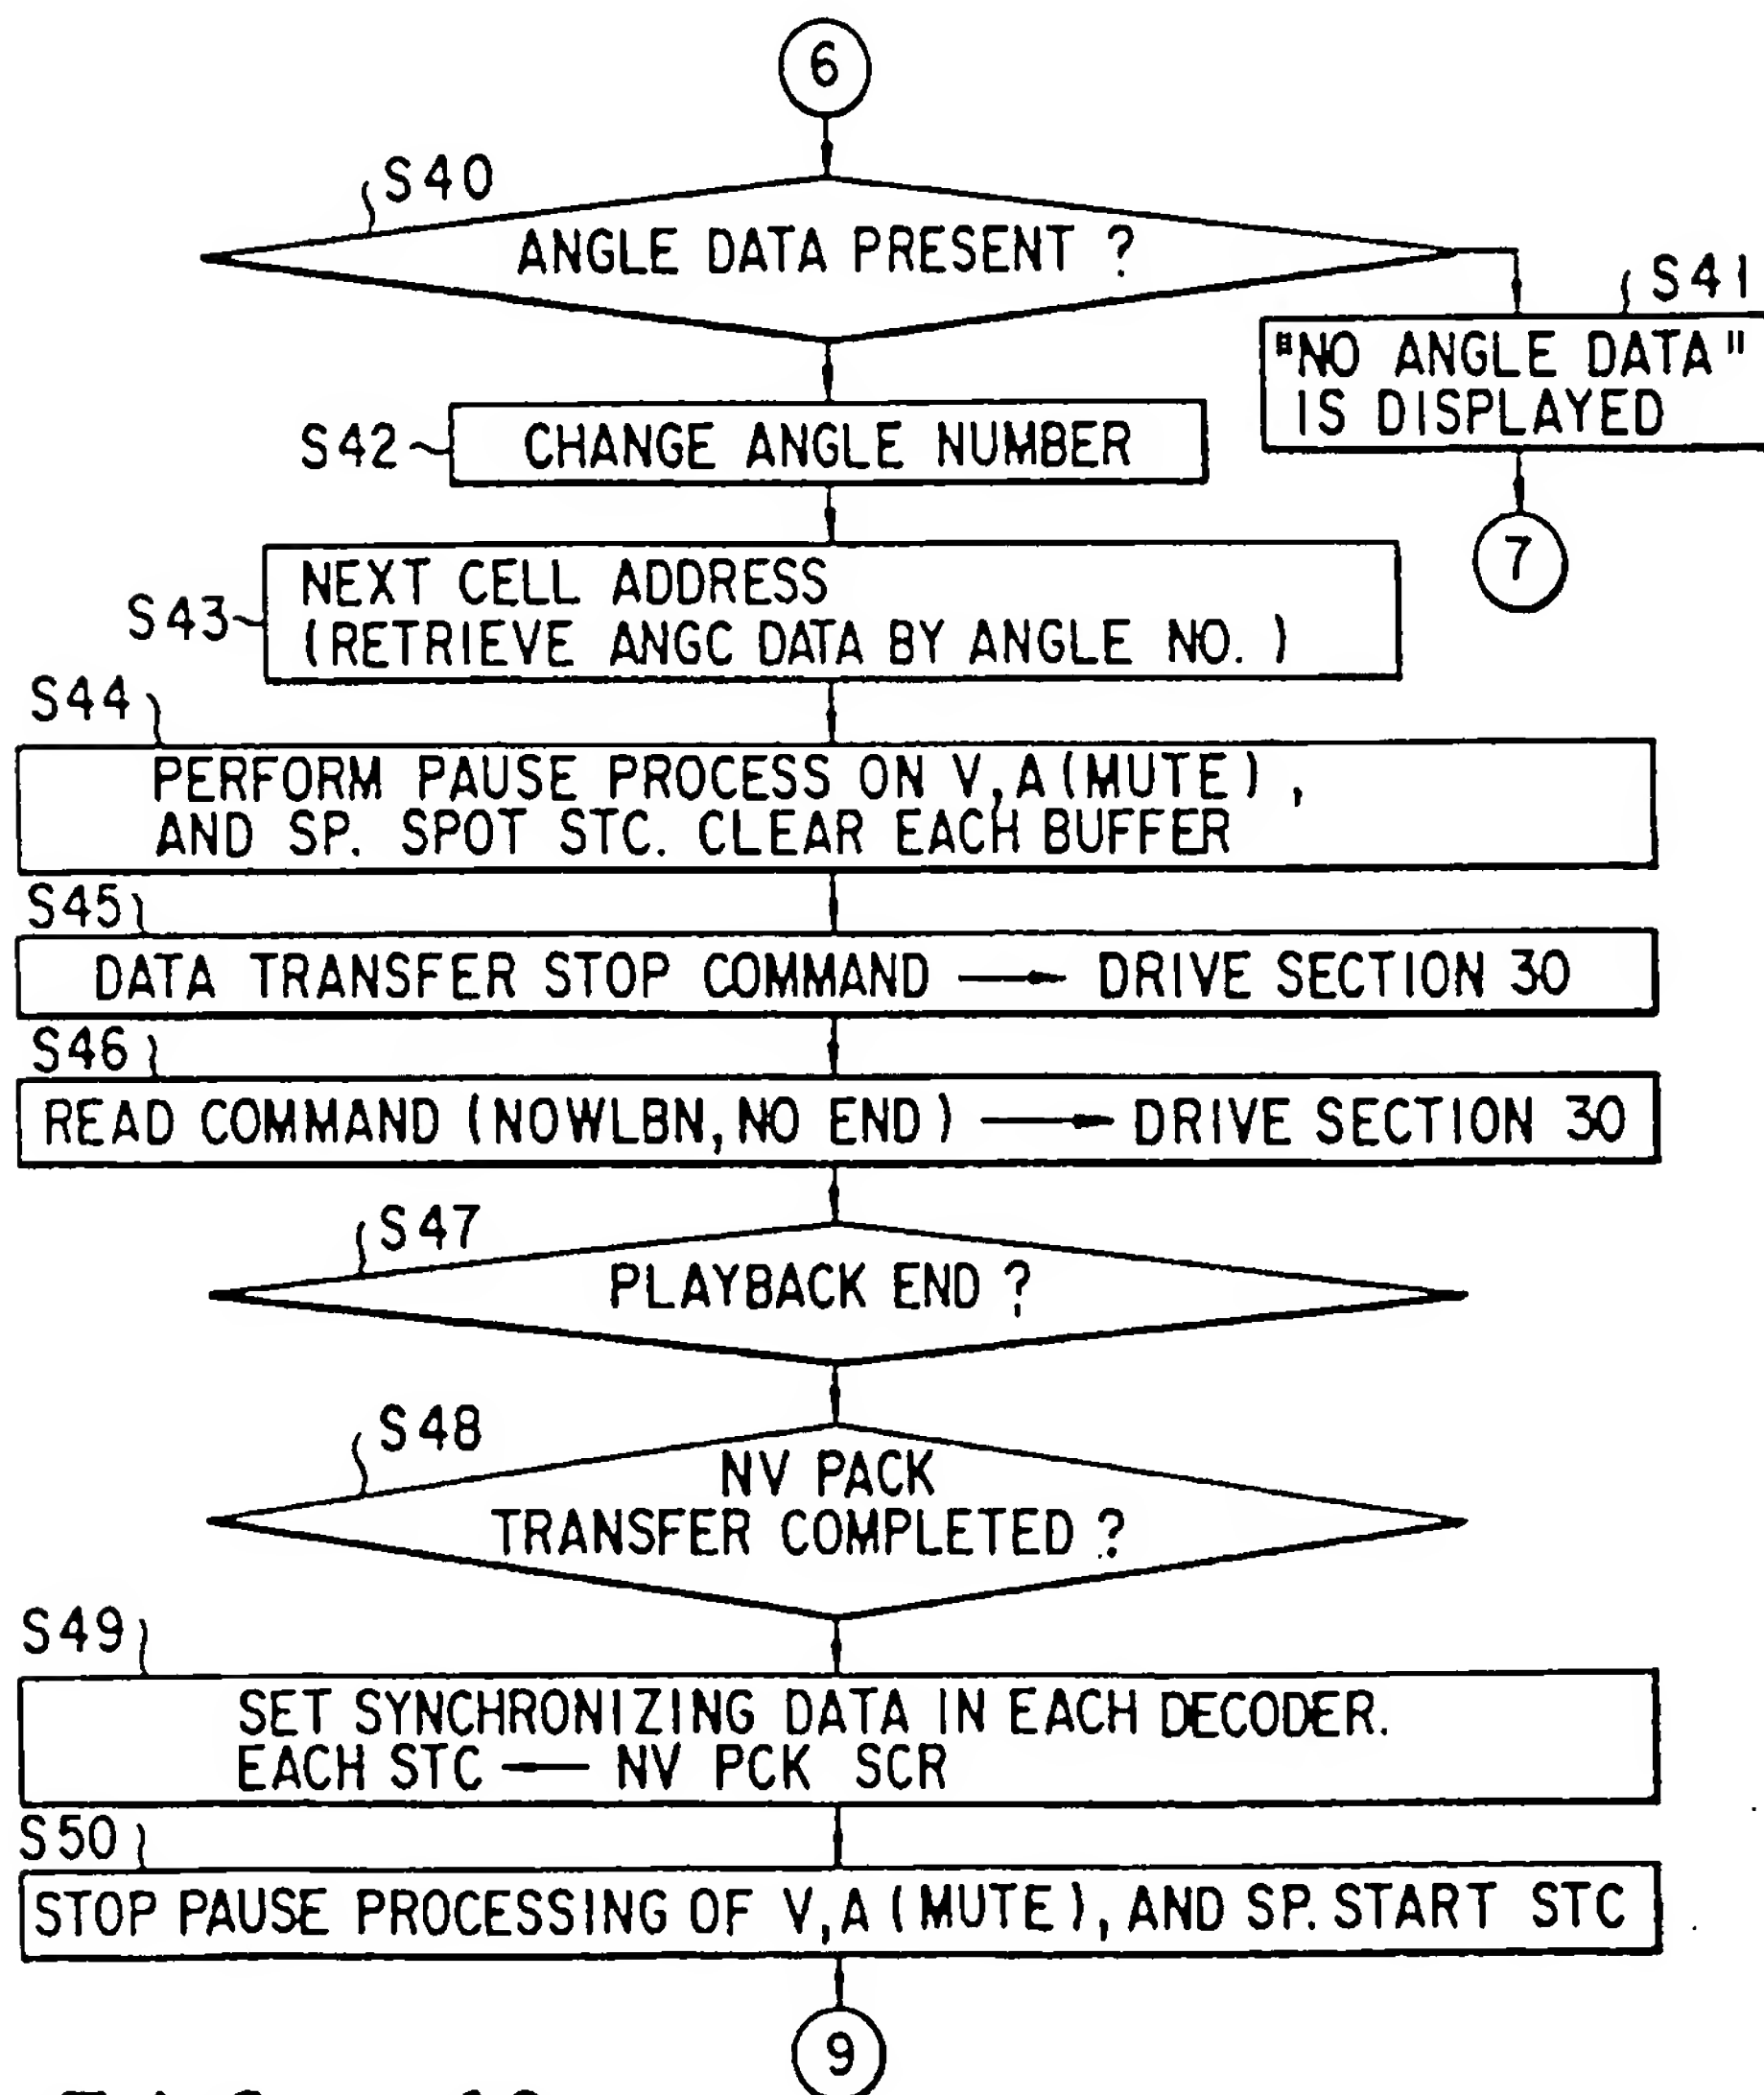 6
S40
ANGLE DATA PRESENT ?
S41
"NO ANGLE DATA"
IS DISPLAYED
7
S42
CHANGE ANGLE NUMBER
S43
NEXT CELL ADDRESS
(RETRIEVE ANGC DATA BY ANGLE NO. )
S44
PERFORM PAUSE PROCESS ON V,A(MUTE) ,
AND SP. SPOT STC. CLEAR EACH BUFFER
S45
DATA TRANSFER STOP COMMAND → DRIVE SECTION 30
S46
READ COMMAND (NOWLBN, NO END) → DRIVE SECTION 30
S47
PLAYBACK END ?
S48
NV PACK
TRANSFER COMPLETED ?
S49
SET SYNCHRONIZING DATA IN EACH DECODER.
EACH STC — NV PCK SCR
S50
STOP PAUSE PROCESSING OF V,A (MUTE), AND SP. START STC
9